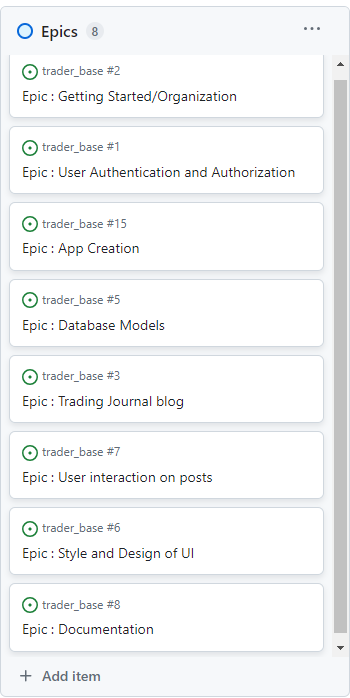 Epics 8
trader_base #2
Epic : Getting Started/Organization
trader_base #1
Epic : User Authentication and Authorization
trader_base #15
Epic : App Creation
trader_base #5
Epic : Database Models
trader_base #3
Epic : Trading Journal blog
trader_base #7
Epic : User interaction on posts
trader_base #6
Epic : Style and Design of UI
trader_base #8
Epic : Documentation
Add item